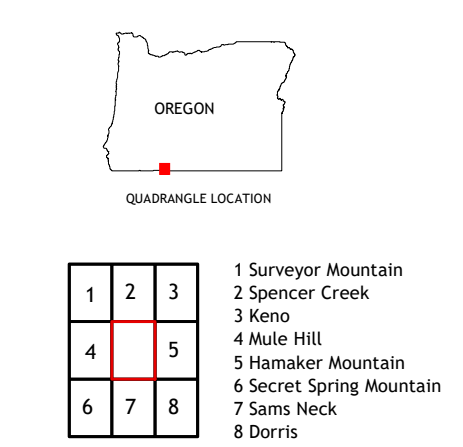 OREGON
QUADRANGLE LOCATION
1 2 3
4 5
6 7 8
1 Surveyor Mountain
2 Spencer Creek
3 Keno
4 Mule Hill
5 Hamaker Mountain
6 Secret Spring Mountain
7 Sams Neck
8 Dorris